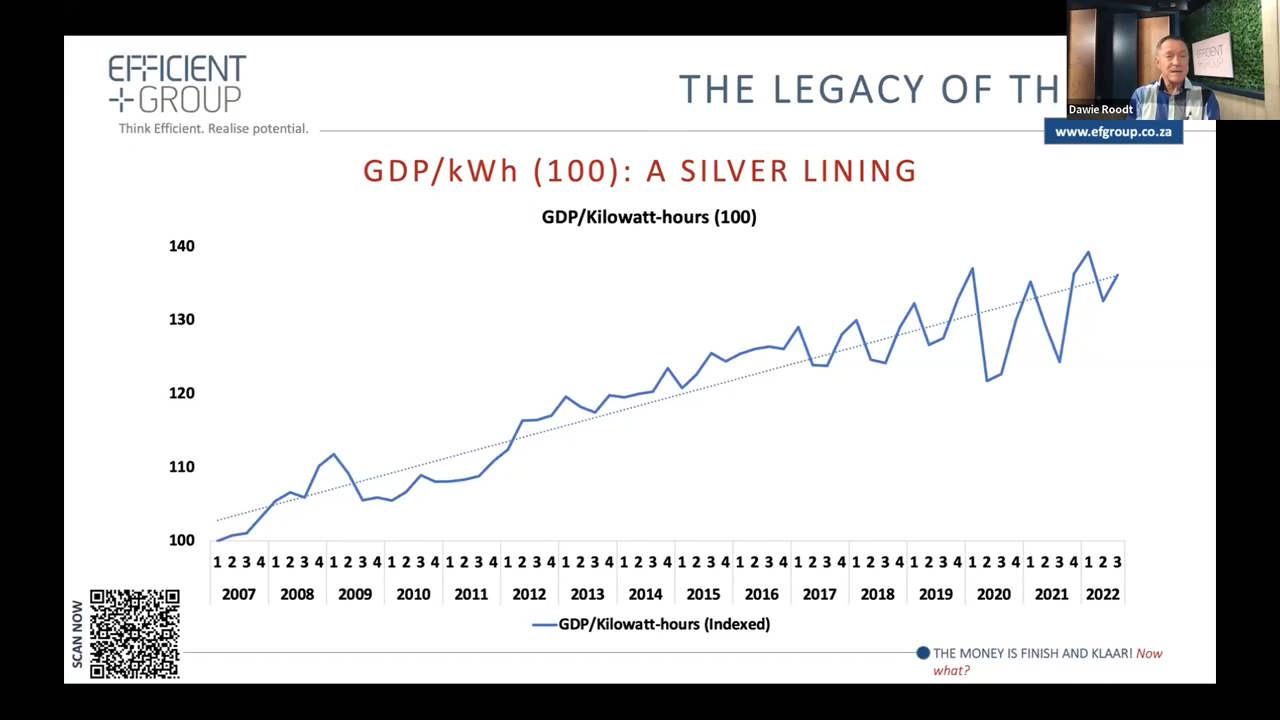 EFFICIENT
GROUP
Think Efficient. Realise potential.
THE LEGACY OF TH
EFFICIENT
GROUP
Dawie Roodt
www.efgroup.co.za
GDP/kWh (100): A SILVER LINING
GDP/Kilowatt-hours (100)
140
130
120
110
100
1 2 3 4 1 2 3 4 1 2 3 4 1 2 3 4 1 2 3 4 1 2 3 4 1 2 3 4 1 2 3 4 1 2 3 4 1 2 3 4 1 2 3 4 1 2 3 4 1 2 3 4 1 2 3 4 1 2 3 4 1 2 3
2007 2008 2009 2010 2011 2012 2013 2014 2015 2016 2017 2018 2019 2020 2021 2022
GDP/Kilowatt-hours (Indexed)
SCAN NOW
THE MONEY IS FINISH AND KLAAR! Now
what?